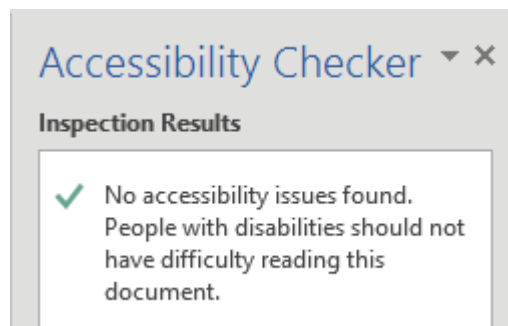 Accessibility Checker
Inspection Results
No accessibility issues found.
People with disabilities should not
have difficulty reading this
document.